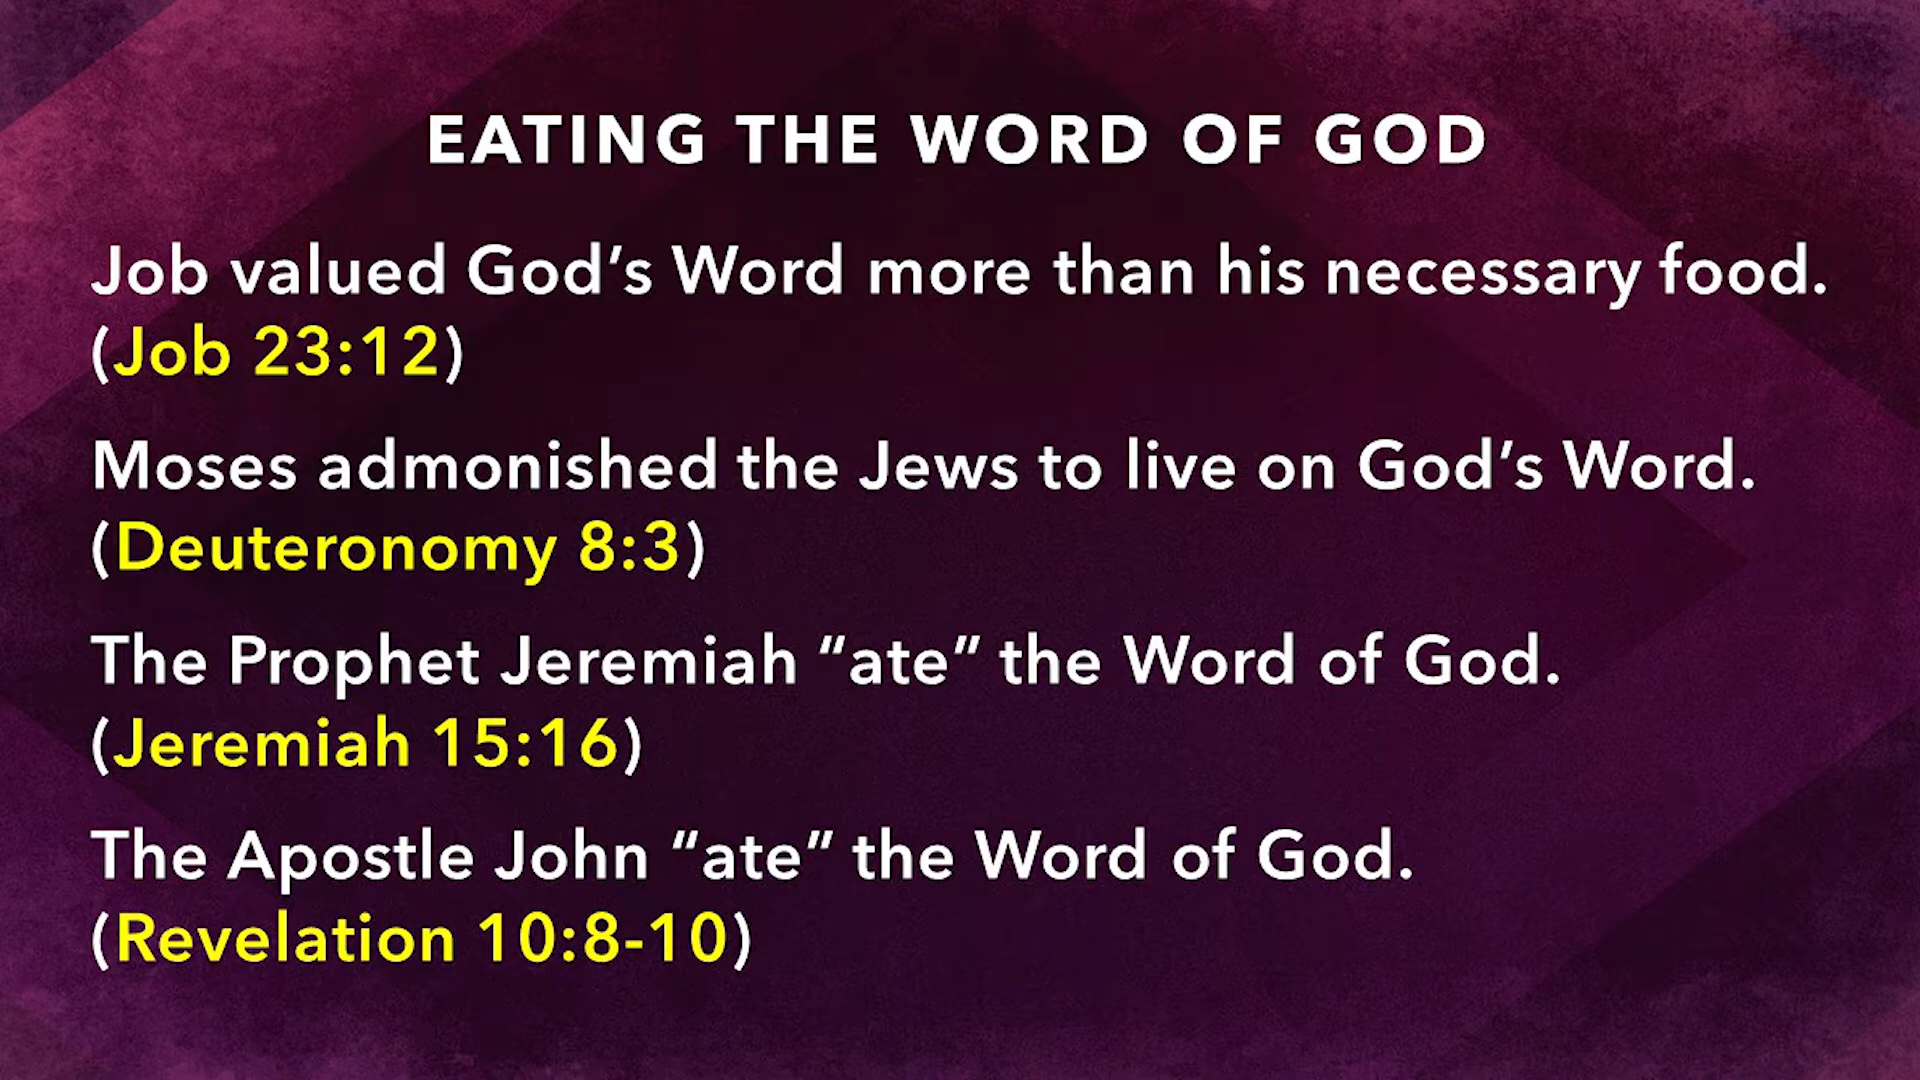 EATING THE WORD OF GOD
Job valued God’s Word more than his necessary food.
(Job 23:12)
Moses admonished the Jews to live on God’s Word.
(Deuteronomy 8:3)
The Prophet Jeremiah “ate” the Word of God.
(Jeremiah 15:16)
The Apostle John “ate” the Word of God.
(Revelation 10:8-10)